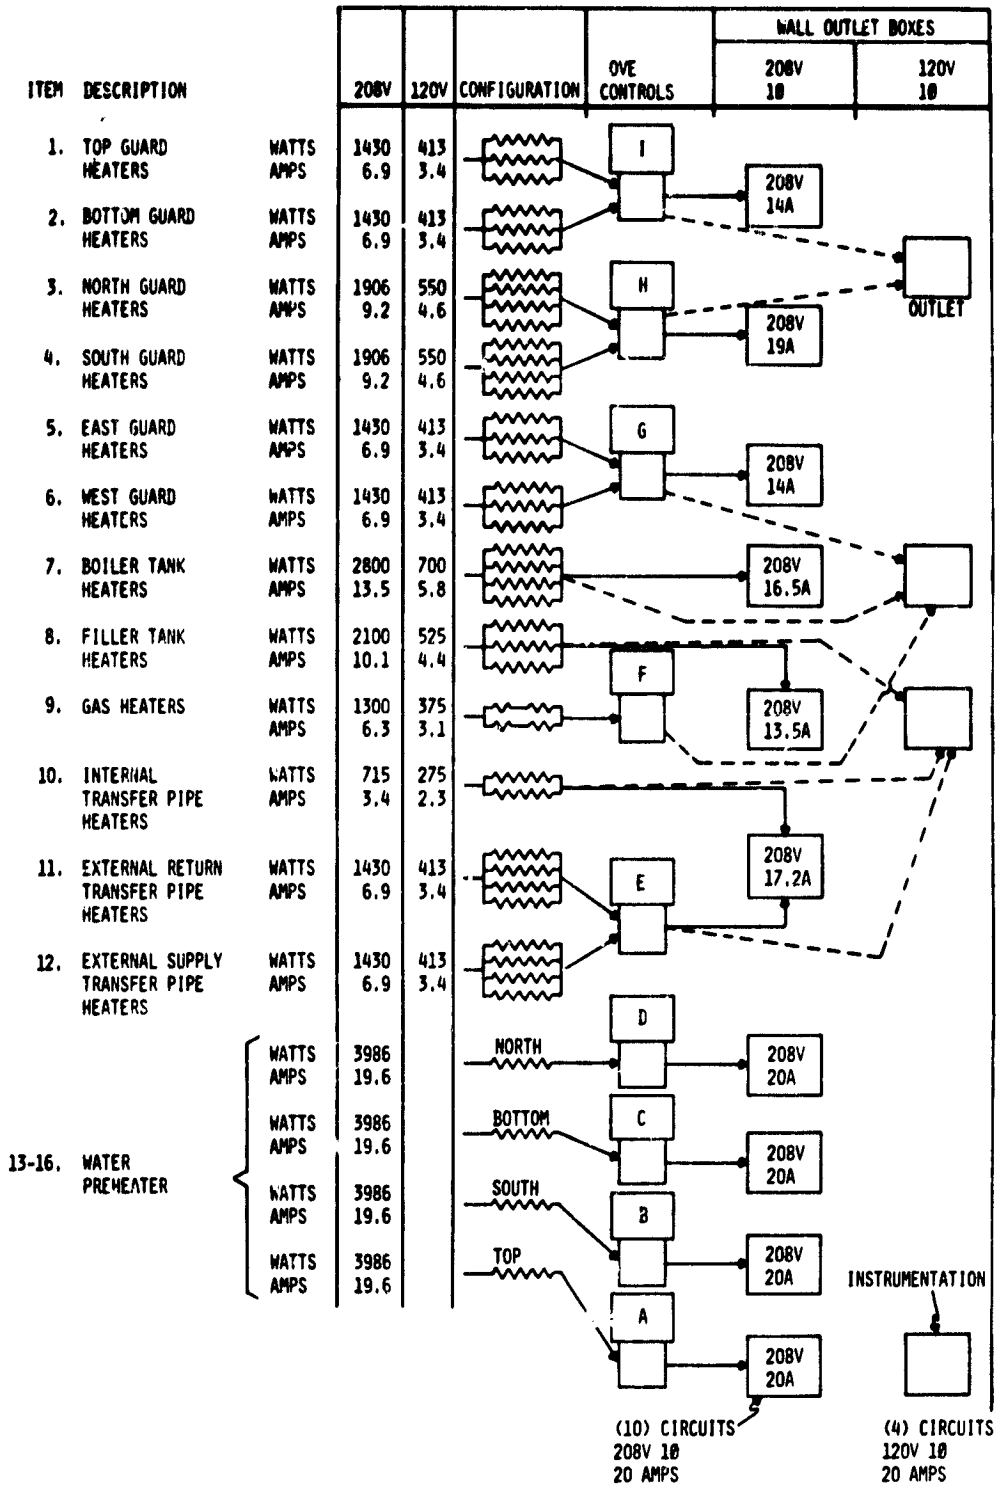 WALL OUTLET BOXES
ITEM DESCRIPTION 208V 120V CONFIGURATION OVE CONTROLS 208V 1Ø 120V 1Ø
1. TOP GUARD WATTS 1430 413 I
HEATERS AMPS 6.9 3.4 208V
14A
2. BOTTOM GUARD WATTS 1430 413
HEATERS AMPS 6.9 3.4
3. NORTH GUARD WATTS 1906 550 H
HEATERS AMPS 9.2 4.6 OUTLET
208V
19A
4. SOUTH GUARD WATTS 1906 550
HEATERS AMPS 9.2 4.6
5. EAST GUARD WATTS 1430 413 G
HEATERS AMPS 6.9 3.4 208V
14A
6. WEST GUARD WATTS 1430 413
HEATERS AMPS 6.9 3.4
7. BOILER TANK WATTS 2800 700 208V
HEATERS AMPS 13.5 5.8 16.5A
8. FILLER TANK WATTS 2100 525
HEATERS AMPS 10.1 4.4 F
9. GAS HEATERS WATTS 1300 375 208V
AMPS 6.3 3.1 13.5A
10. INTERNAL WATTS 715 275
TRANSFER PIPE AMPS 3.4 2.3
HEATERS
11. EXTERNAL RETURN WATTS 1430 413 208V
TRANSFER PIPE AMPS 6.9 3.4 E 17.2A
HEATERS
12. EXTERNAL SUPPLY WATTS 1430 413
TRANSFER PIPE AMPS 6.9 3.4
HEATERS
D
WATTS 3986 NORTH 208V
AMPS 19.6 20A
WATTS 3986 BOTTOM C
AMPS 19.6 208V
13-16. WATER 20A
PREHEATER
WATTS 3986 SOUTH B
AMPS 19.6
WATTS 3986 TOP 208V
AMPS 19.6 20A
INSTRUMENTATION
A
208V
20A
(10) CIRCUITS (4) CIRCUITS
208V 1Ø 120V 1Ø
20 AMPS 20 AMPS